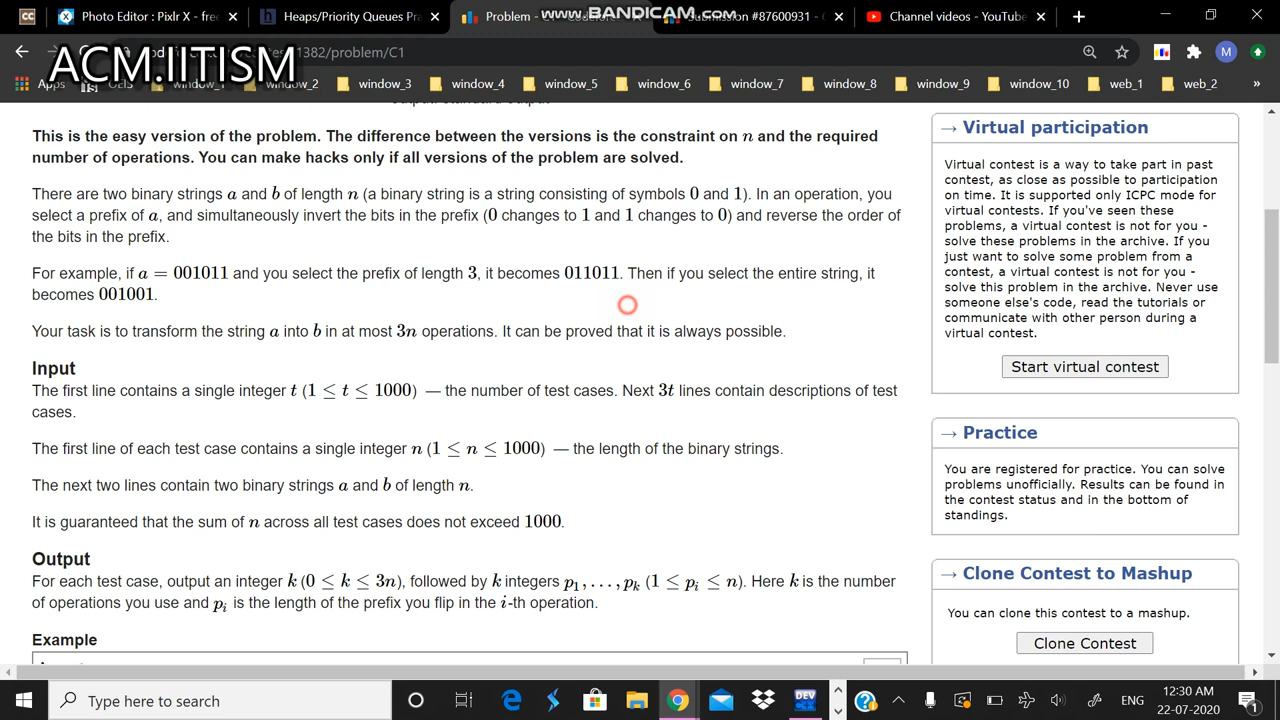 Photo Editor : Pixlr X - fre
Heaps/Priority Queues Pra
Problem -
WWW.BANDICAM.COM
Submission #87600931 -
Channel videos - YouTube
ACM.IITISM
1382/problem/C1
M
Apps
window_2
window_3
window_4
window_5
window_6
window_7
window_8
window_9
window_10
web_1
web_2
»
This is the easy version of the problem. The difference between the versions is the constraint on n and the required
number of operations. You can make hacks only if all versions of the problem are solved.
There are two binary strings a and b of length n (a binary string is a string consisting of symbols 0 and 1). In an operation, you
select a prefix of a, and simultaneously invert the bits in the prefix (0 changes to 1 and 1 changes to 0) and reverse the order of
the bits in the prefix.
For example, if a = 001011 and you select the prefix of length 3, it becomes 011011. Then if you select the entire string, it
becomes 001001.
Your task is to transform the string a into b in at most 3n operations. It can be proved that it is always possible.
Input
The first line contains a single integer t (1 ≤ t ≤ 1000) — the number of test cases. Next 3t lines contain descriptions of test
cases.
The first line of each test case contains a single integer n (1 ≤ n ≤ 1000) — the length of the binary strings.
The next two lines contain two binary strings a and b of length n.
It is guaranteed that the sum of n across all test cases does not exceed 1000.
Output
For each test case, output an integer k (0 ≤ k ≤ 3n), followed by k integers p1, . . . , pk (1 ≤ pi ≤ n). Here k is the number
of operations you use and pi is the length of the prefix you flip in the i-th operation.
Example
→ Virtual participation
Virtual contest is a way to take part in past
contest, as close as possible to participation
on time. It is supported only ICPC mode for
virtual contests. If you've seen these
problems, a virtual contest is not for you -
solve these problems in the archive. If you
just want to solve some problem from a
contest, a virtual contest is not for you -
solve this problem in the archive. Never use
someone else's code, read the tutorials or
communicate with other person during a
virtual contest.
Start virtual contest
→ Practice
You are registered for practice. You can solve
problems unofficially. Results can be found in
the contest status and in the bottom of
standings.
→ Clone Contest to Mashup
You can clone this contest to a mashup.
Clone Contest
Type here to search
DEV
ENG
12:30 AM
22-07-2020
1